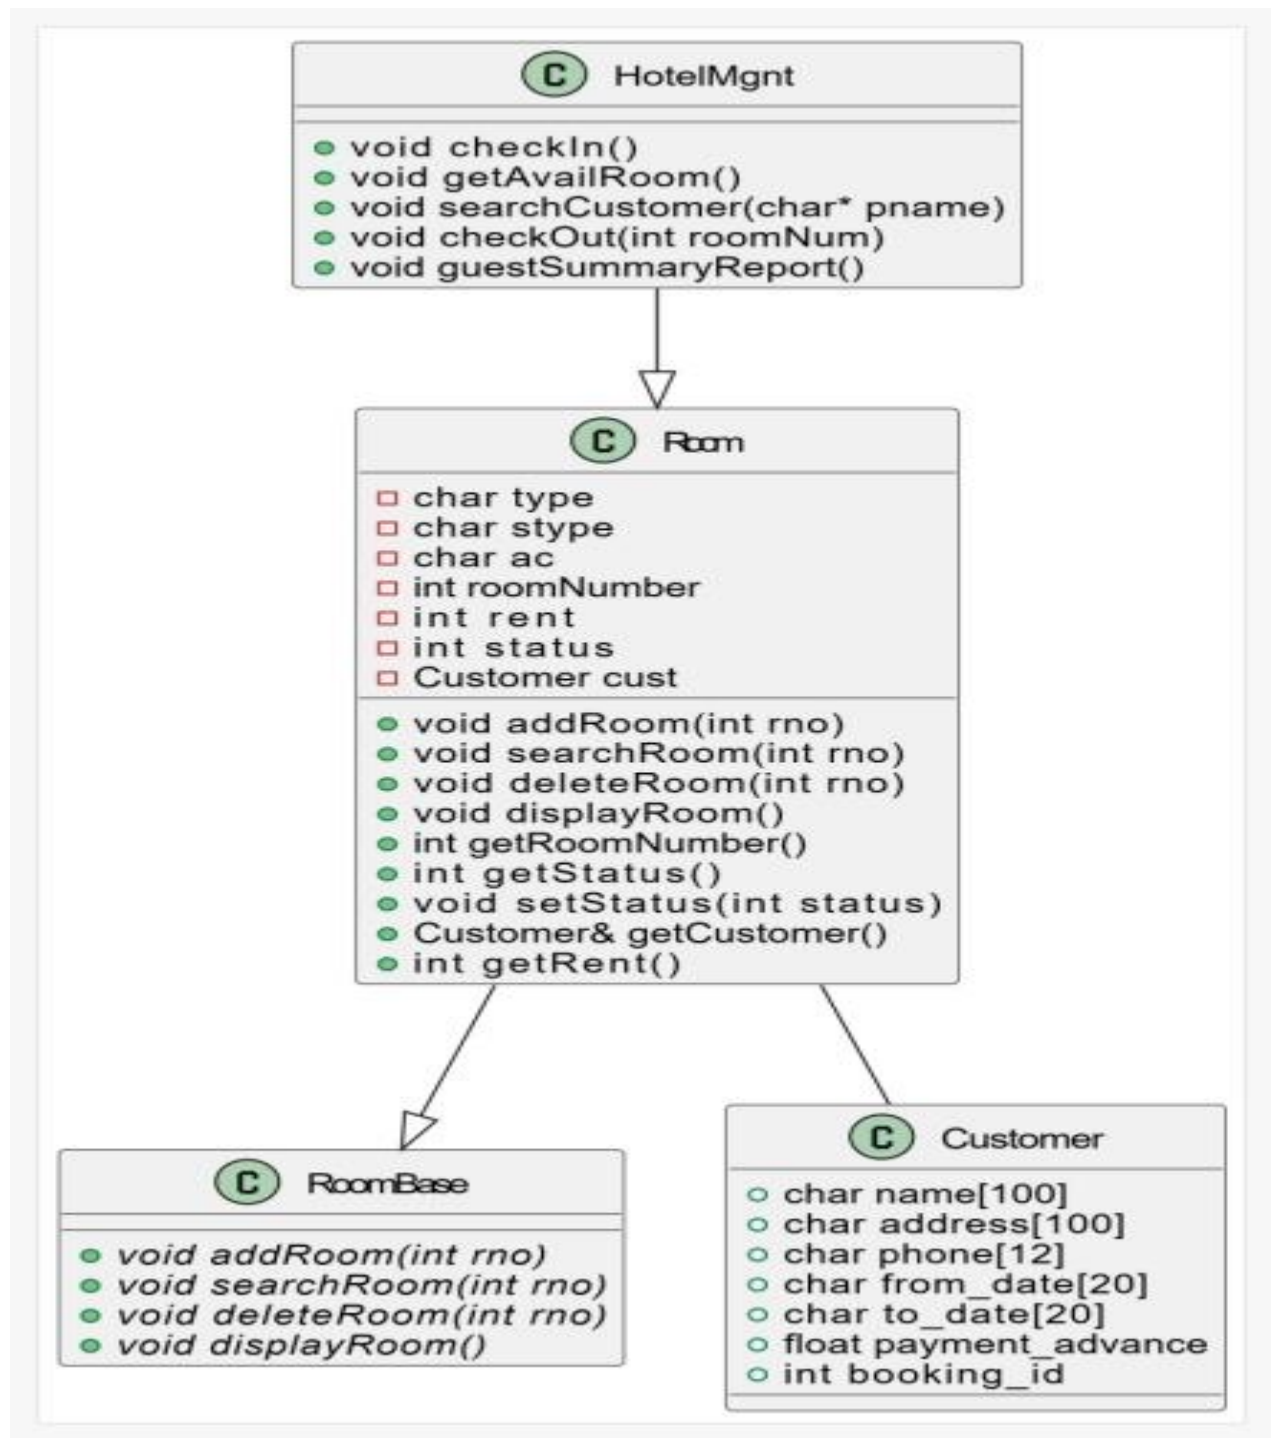 C HotelMgnt
void checkIn()
void getAvailRoom()
void searchCustomer(char* pname)
void checkOut(int roomNum)
void guestSummaryReport()
C Room
char type
char stype
char ac
int roomNumber
int rent
int status
Customer cust
void addRoom(int rno)
void searchRoom(int rno)
void deleteRoom(int rno)
void displayRoom()
int getRoomNumber()
int getStatus()
void setStatus(int status)
Customer& getCustomer()
int getRent()
C RoomBase
void addRoom(int rno)
void searchRoom(int rno)
void deleteRoom(int rno)
void displayRoom()
C Customer
char name[100]
char address[100]
char phone[12]
char from_date[20]
char to_date[20]
float payment_advance
int booking_id